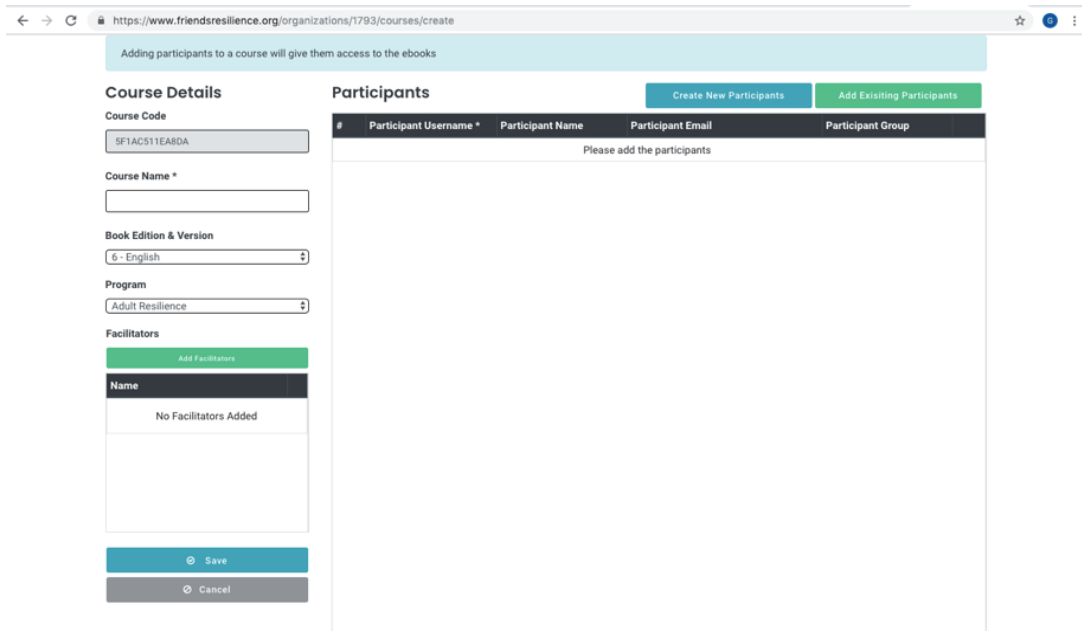 https://www.friendsresilience.org/organizations/1793/courses/create
G
Adding participants to a course will give them access to the ebooks
Course Details
Course Code
5F1AC511EA8DA
Course Name *
Book Edition & Version
6 - English
Program
Adult Resilience
Facilitators
Add Facilitators
Name
No Facilitators Added
Save
Cancel
Participants
Create New Participants
Add Exisiting Participants
# Participant Username * Participant Name Participant Email Participant Group
Please add the participants